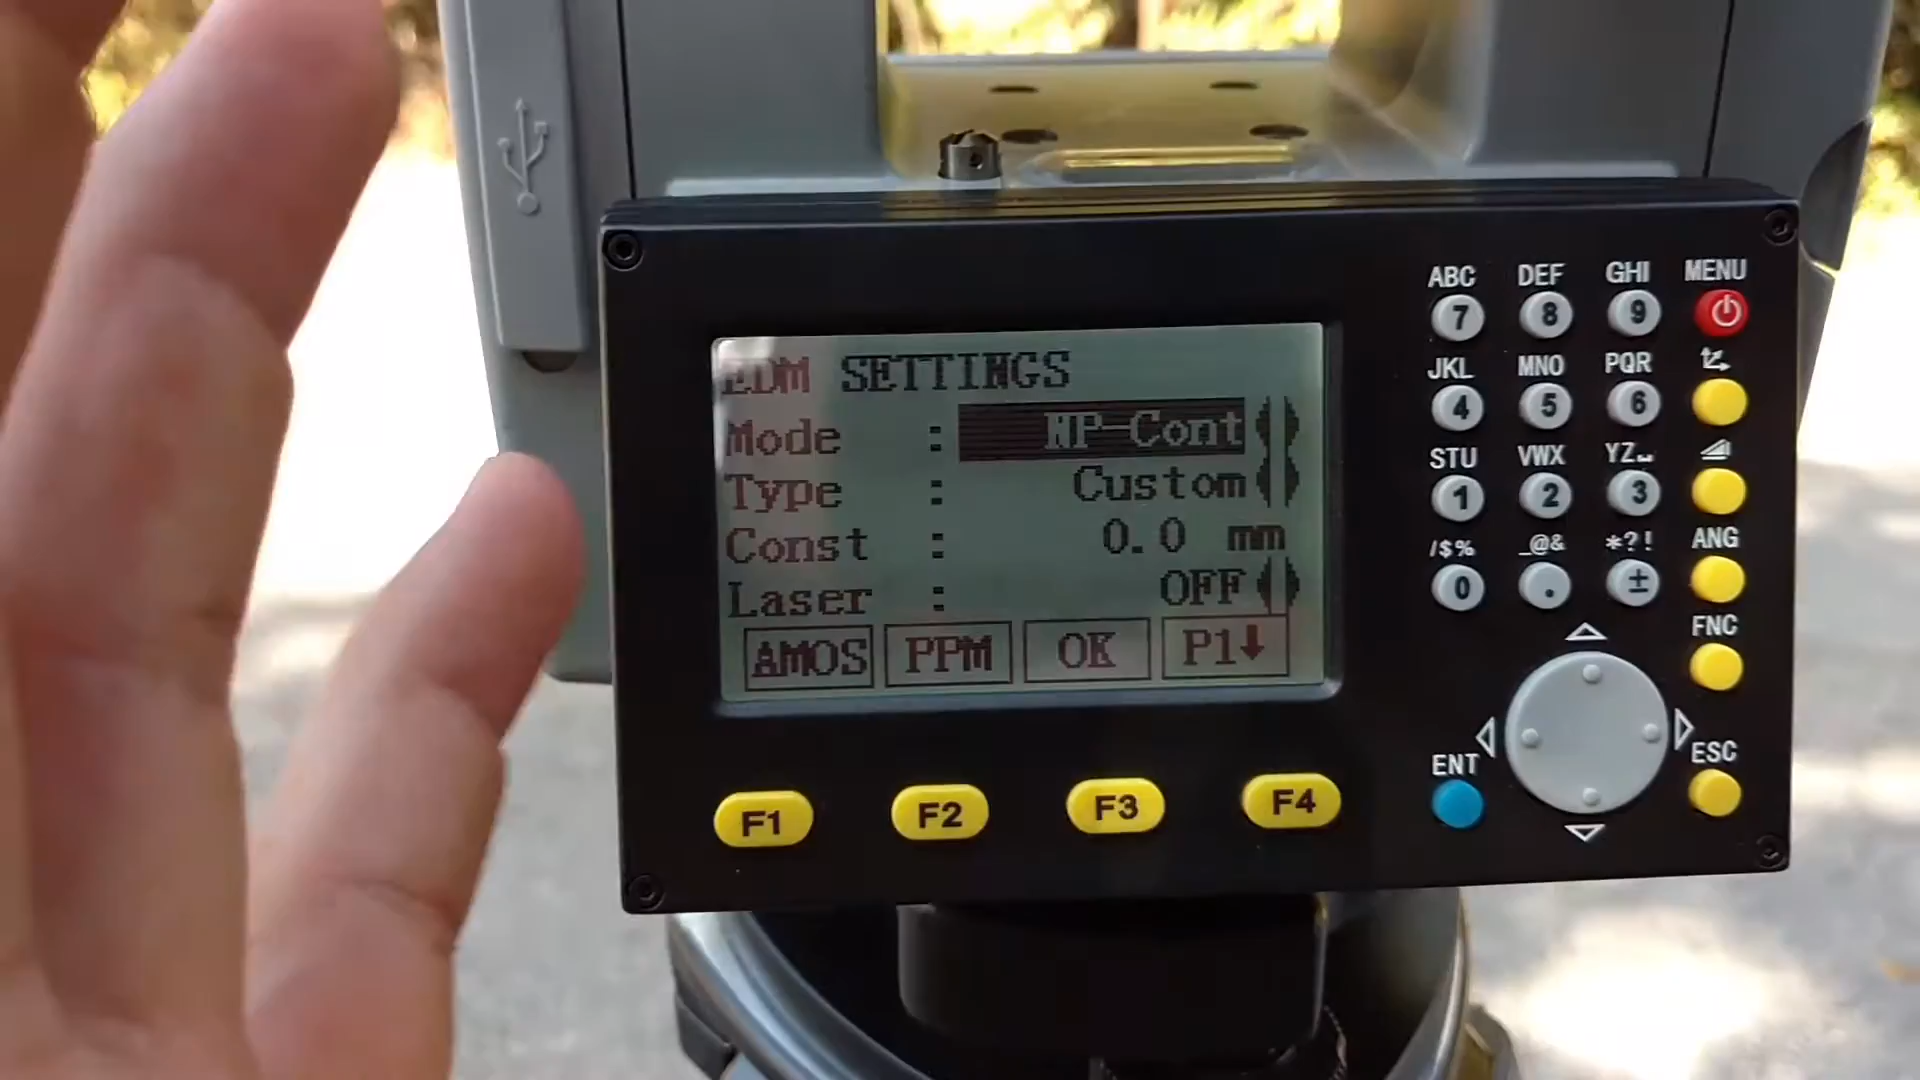 EDM SETTINGS
Mode : NP-Cont
Type : Custom
Const : 0.0 mm
Laser : OFF
AMOS PPM OK P1↓
F1 F2 F3 F4
ABC DEF GHI MENU
7 8 9
JKL MNO PQR
4 5 6
STU VWX YZ⎵
1 2 3
/$% _@& *?! ANG
0 . ±
FNC
ENT
ESC